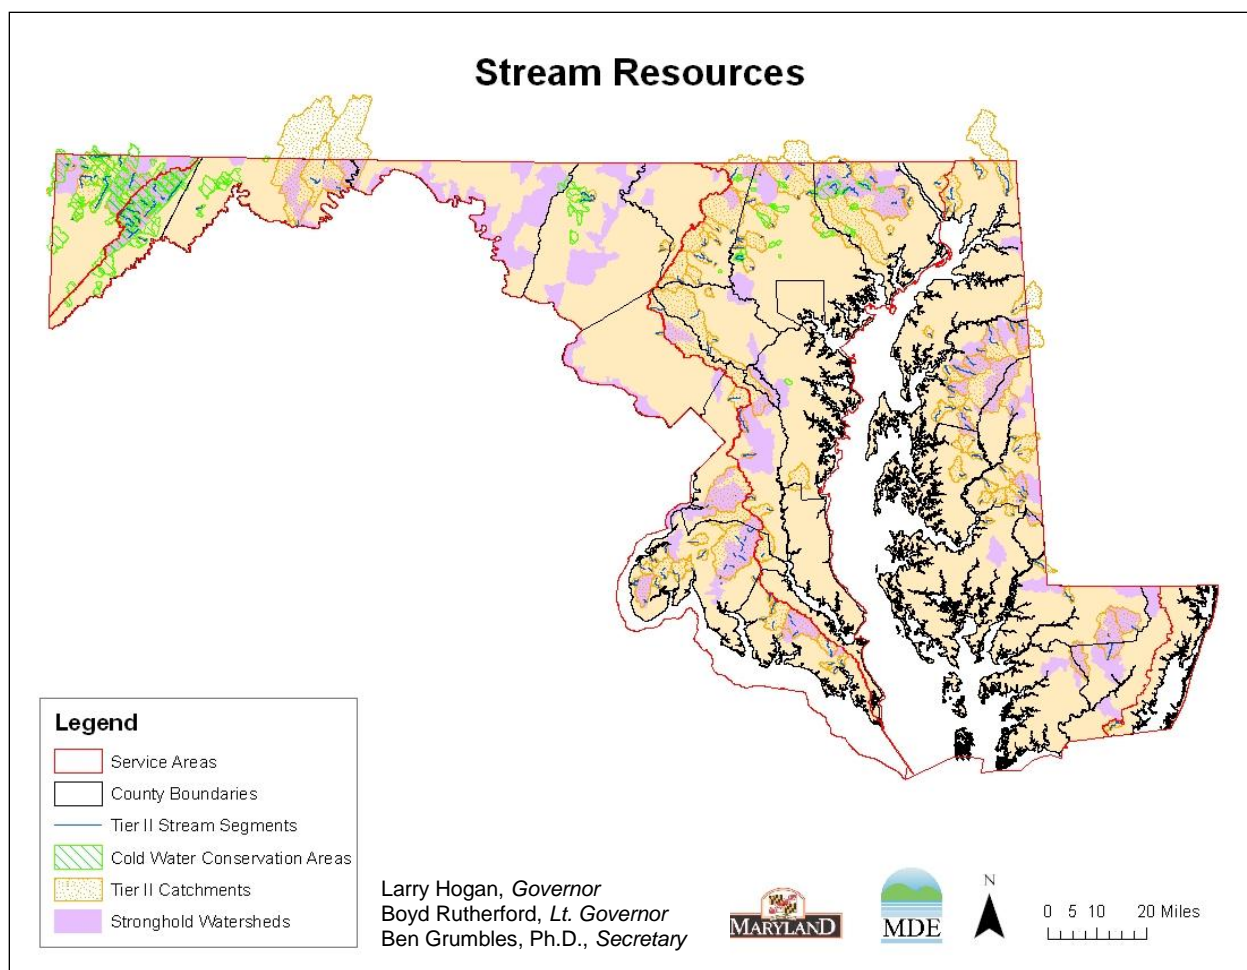 Stream Resources
Legend
Service Areas
County Boundaries
Tier II Stream Segments
Cold Water Conservation Areas
Tier II Catchments
Stronghold Watersheds
Larry Hogan, Governor
Boyd Rutherford, Lt. Governor
Ben Grumbles, Ph.D., Secretary
MARYLAND
MDE
N
0 5 10 20 Miles